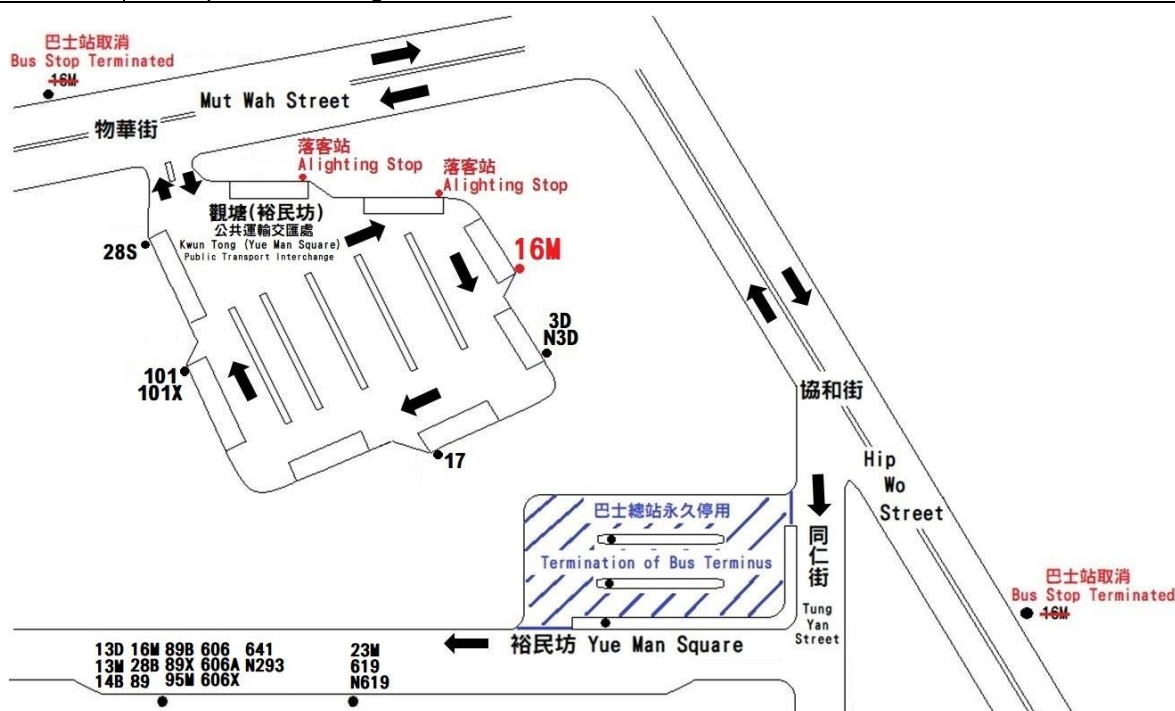 巴士站取消
Bus Stop Terminated
16M
Mut Wah Street
物華街
落客站
Alighting Stop
落客站
Alighting Stop
觀塘(裕民坊)
公共運輸交匯處
Kwun Tong (Yue Man Square)
Public Transport Interchange
28S
16M
3D
N3D
101
101X
17
協和街
Hip
Wo
Street
巴士總站永久停用
Termination of Bus Terminus
同仁街
Tung
Yan
Street
巴士站取消
Bus Stop Terminated
16M
裕民坊 Yue Man Square
13D 16M 89B 606 641
13M 28B 89X 606A N293
14B 89 95M 606X
23M
619
N619